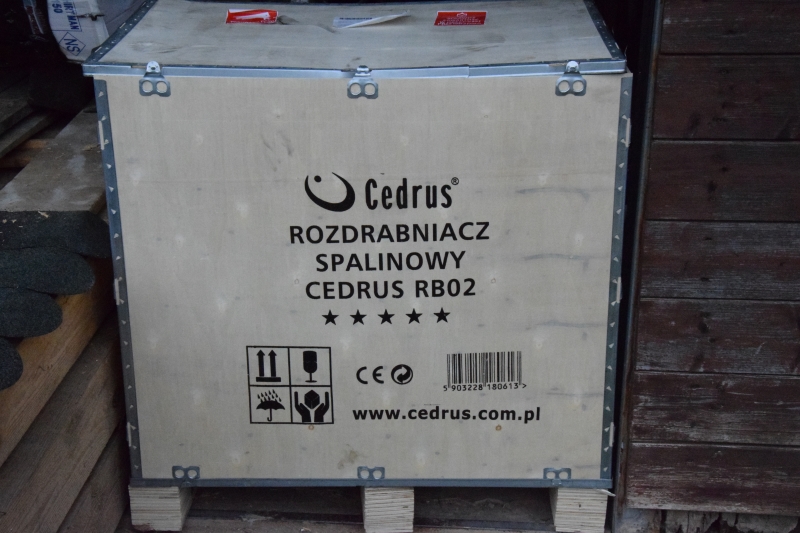 Cedrus®
ROZDRABNIACZ
SPALINOWY
CEDRUS RB02
CE
5 903228 180613 >
www.cedrus.com.pl